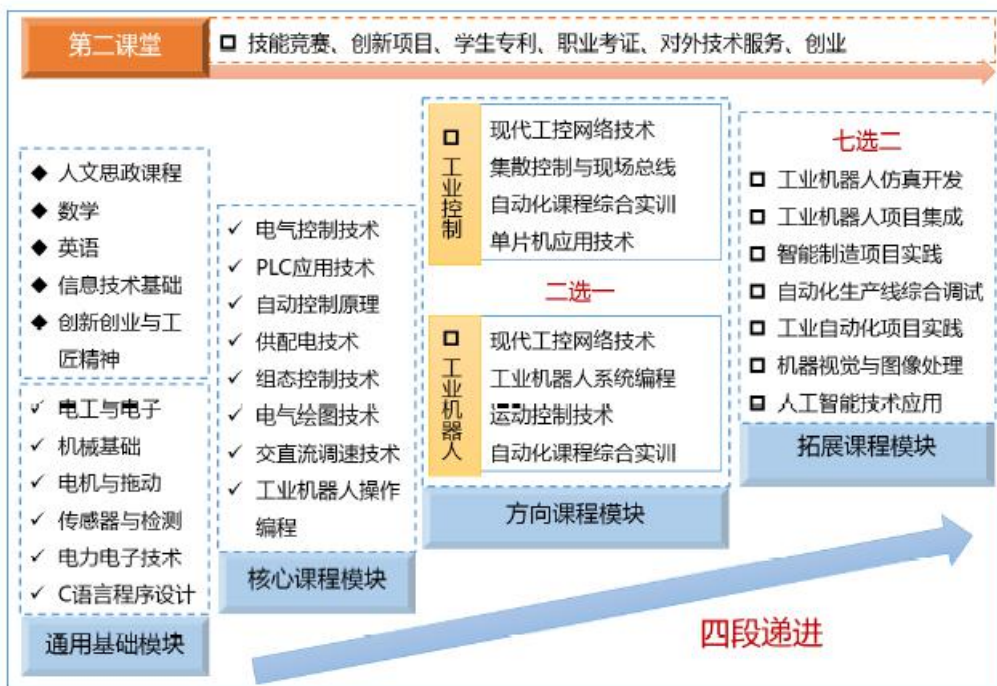 第二课堂
技能竞赛、创新项目、学生专利、职业考证、对外技术服务、创业
人文思政课程
数学
英语
信息技术基础
创新创业与工
匠精神
电工与电子
机械基础
电机与拖动
传感器与检测
电力电子技术
C语言程序设计
通用基础模块
电气控制技术
PLC应用技术
自动控制原理
供配电技术
组态控制技术
电气绘图技术
交直流调速技术
工业机器人操作
编程
核心课程模块
工业控制
现代工控网络技术
集散控制与现场总线
自动化课程综合实训
单片机应用技术
二选一
工业机器人
现代工控网络技术
工业机器人系统编程
运动控制技术
自动化课程综合实训
方向课程模块
七选二
工业机器人仿真开发
工业机器人项目集成
智能制造项目实践
自动化生产线综合调试
工业自动化项目实践
机器视觉与图像处理
人工智能技术应用
拓展课程模块
四段递进